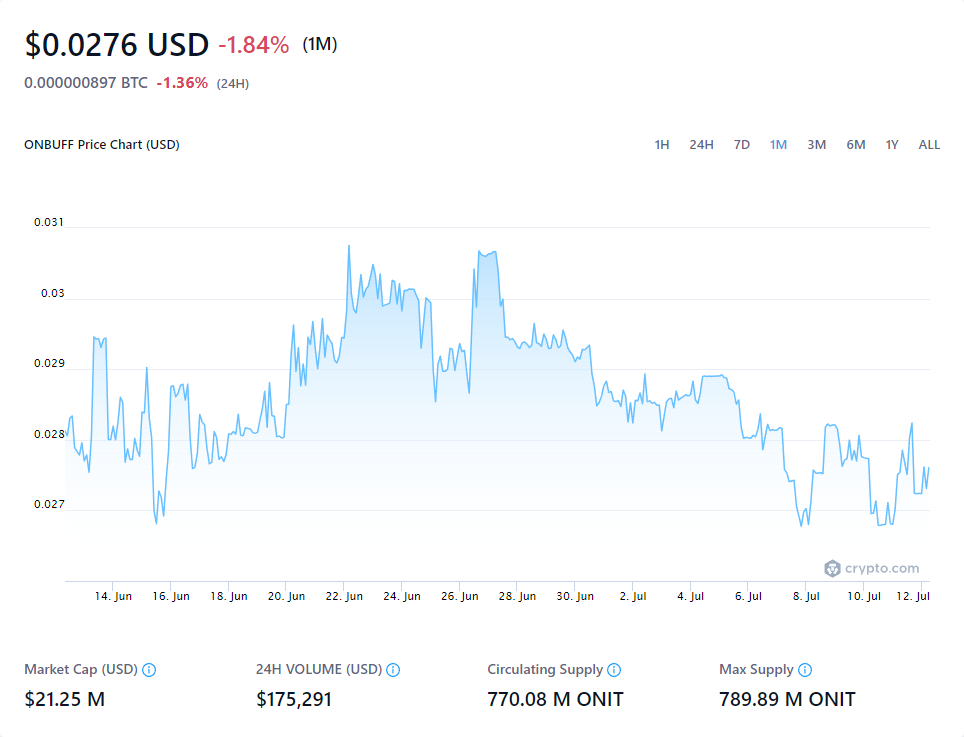 $0.0276 USD -1.84% (1M)
0.000000897 BTC -1.36% (24H)
ONBUFF Price Chart (USD) 1H 24H 7D 1M 3M 6M 1Y ALL
0.031
0.03
0.029
0.028
0.027
crypto.com
14. Jun 16. Jun 18. Jun 20. Jun 22. Jun 24. Jun 26. Jun 28. Jun 30. Jun 2. Jul 4. Jul 6. Jul 8. Jul 10. Jul 12. Jul
Market Cap (USD) 24H VOLUME (USD) Circulating Supply Max Supply
$21.25 M $175,291 770.08 M ONIT 789.89 M ONIT